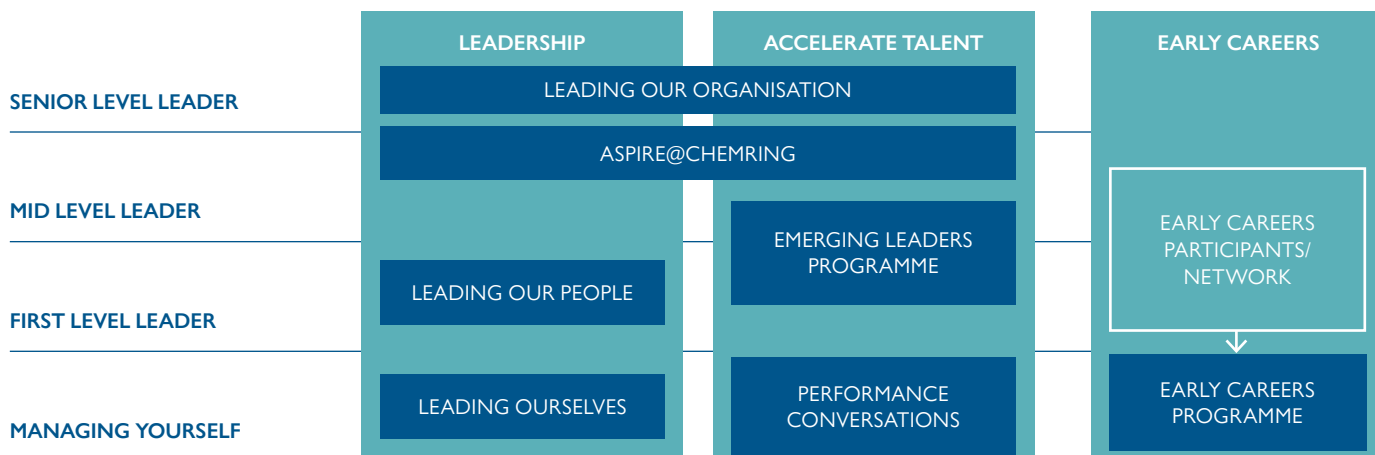 LEADERSHIP
ACCELERATE TALENT
EARLY CAREERS
SENIOR LEVEL LEADER
LEADING OUR ORGANISATION
ASPIRE@CHEMRING
MID LEVEL LEADER
EMERGING LEADERS
PROGRAMME
EARLY CAREERS
PARTICIPANTS/
NETWORK
LEADING OUR PEOPLE
FIRST LEVEL LEADER
LEADING OURSELVES
PERFORMANCE
CONVERSATIONS
EARLY CAREERS
PROGRAMME
MANAGING YOURSELF